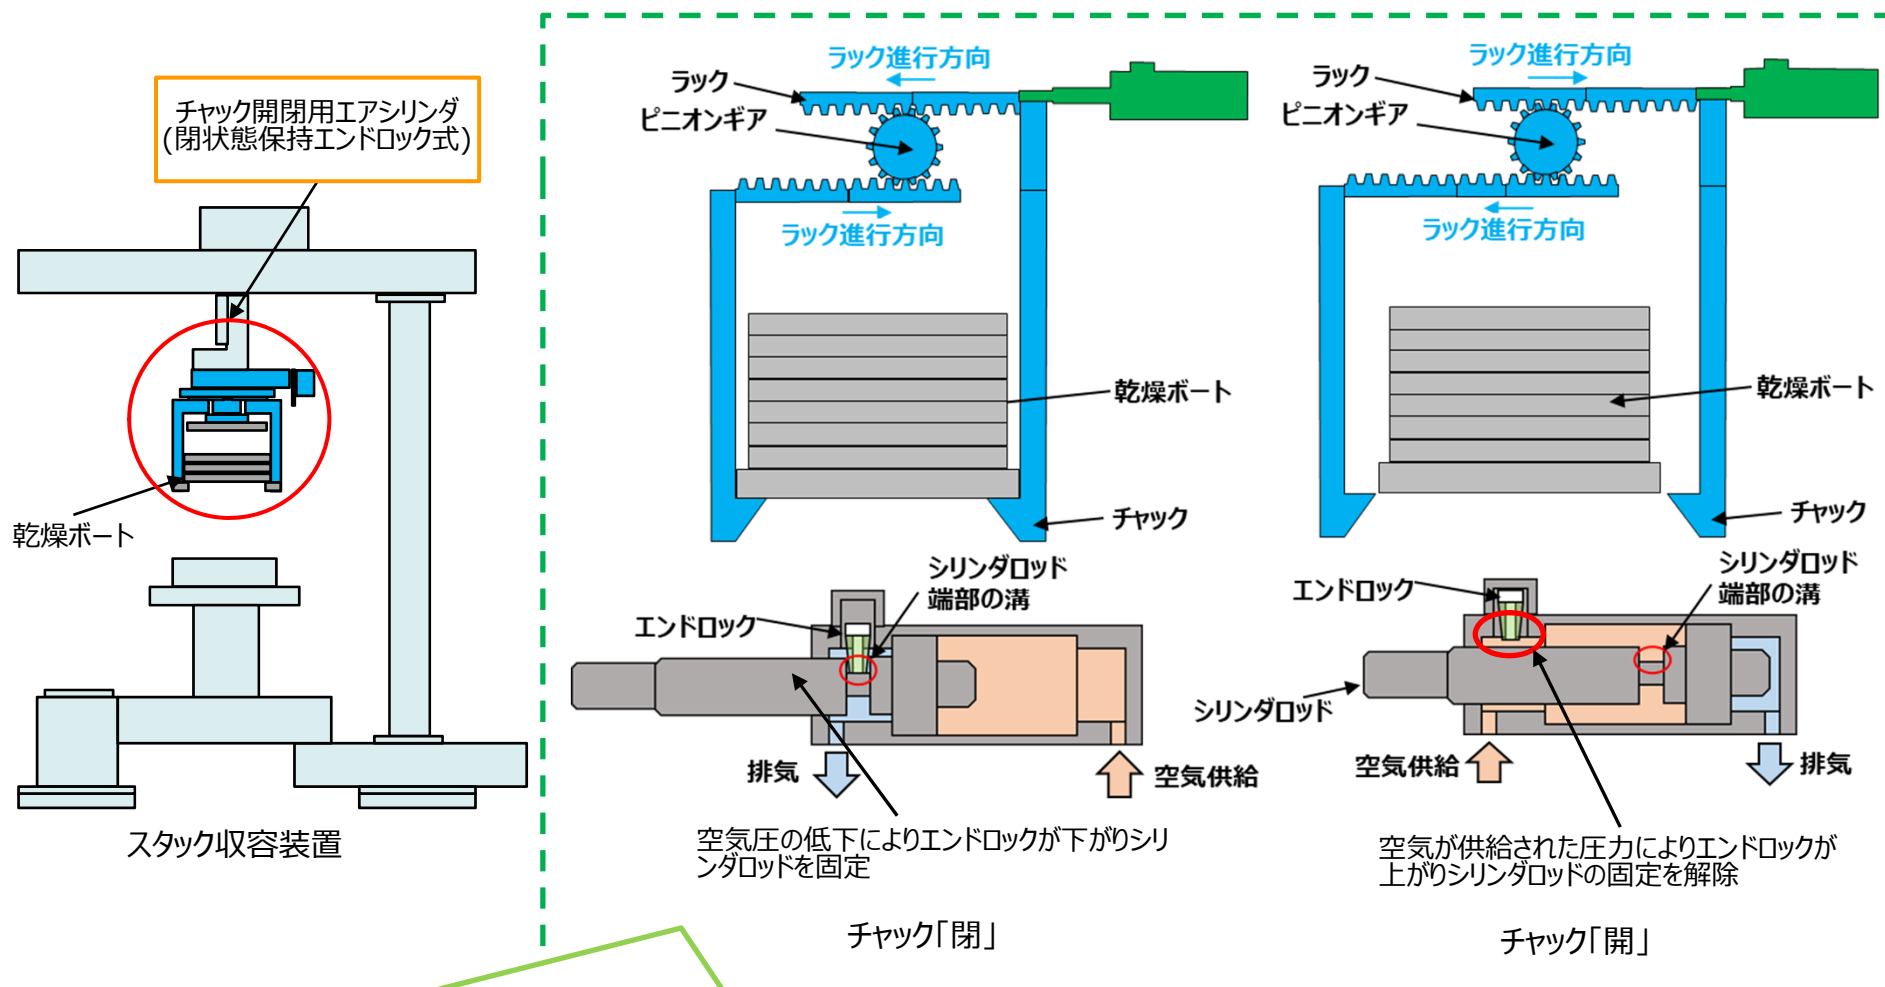 チャック開閉用エアシリンダ
(閉状態保持エンドロック式)
乾燥ボート
スタック収容装置
ラック進行方向
ラック
ピニオンギア
ラック進行方向
乾燥ボート
チャック
シリンダロッド
端部の溝
エンドロック
排気
空気供給
空気圧の低下によりエンドロックが下がりシリ
ンダロッドを固定
チャック「閉」
ラック進行方向
ラック
ピニオンギア
ラック進行方向
乾燥ボート
チャック
シリンダロッド
端部の溝
エンドロック
シリンダロッド
空気供給
排気
空気が供給された圧力によりエンドロックが
上がりシリンダロッドの固定を解除
チャック「開」